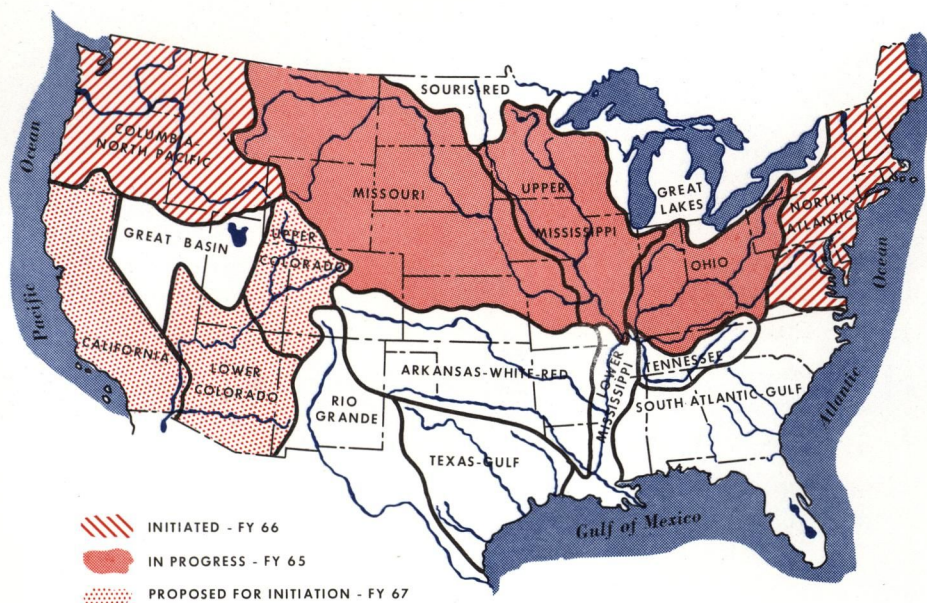 SOURIS-RED
COLUMBIA-
NORTH PACIFIC
Ocean
MISSOURI
UPPER
MISSISSIPPI
GREAT
LAKES
NORTH
ATLANTIC
GREAT BASIN
UPPER
COLORADO
OHIO
Ocean
Pacific
CALIFORNIA
LOWER
COLORADO
ARKANSAS-WHITE-RED
LOWER
MISSISSIPPI
TENNESSEE
RIO
GRANDE
SOUTH ATLANTIC-GULF
Atlantic
TEXAS-GULF
Gulf of Mexico
INITIATED - FY 66
IN PROGRESS - FY 65
PROPOSED FOR INITIATION - FY 67